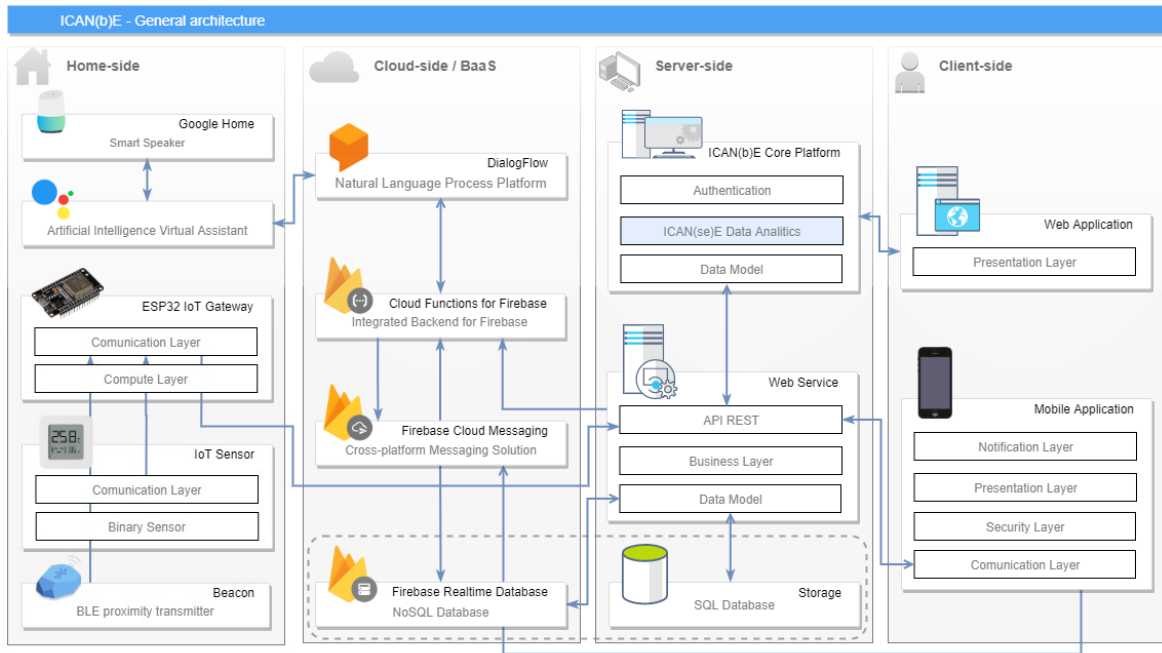 ICAN(b)E - General architecture
Home-side
Google Home
Smart Speaker
Artificial Intelligence Virtual Assistant
ESP32 IoT Gateway
Comunication Layer
Compute Layer
25.8
IoT Sensor
Comunication Layer
Binary Sensor
Beacon
BLE proximity transmitter
Cloud-side / BaaS
DialogFlow
Natural Language Process Platform
Cloud Functions for Firebase
Integrated Backend for Firebase
Firebase Cloud Messaging
Cross-platform Messaging Solution
Firebase Realtime Database
NoSQL Database
Server-side
ICAN(b)E Core Platform
Authentication
ICAN(se)E Data Analitics
Data Model
Web Service
API REST
Business Layer
Data Model
Storage
SQL Database
Client-side
Web Application
Presentation Layer
Mobile Application
Notification Layer
Presentation Layer
Security Layer
Comunication Layer